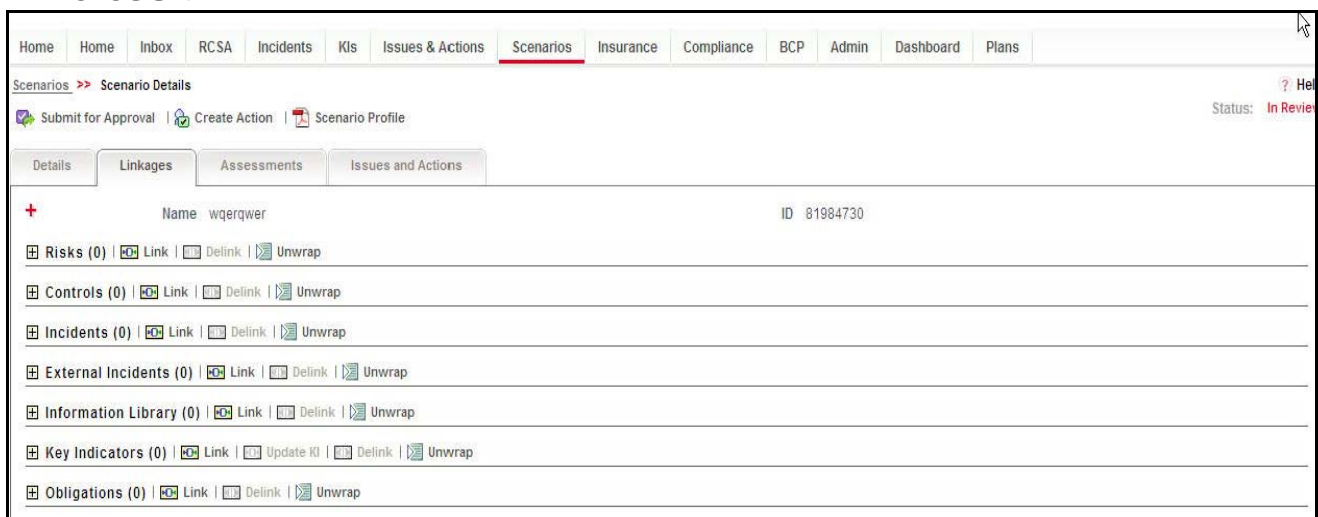 Home Home Inbox RCSA Incidents KIs Issues & Actions Scenarios Insurance Compliance BCP Admin Dashboard Plans
Scenarios >> Scenario Details ? Hel
Submit for Approval | Create Action | Scenario Profile Status: In Review
Details Linkages Assessments Issues and Actions
+ Name wqerqwer ID 81984730
Risks (0) | Link | Delink | Unwrap
Controls (0) | Link | Delink | Unwrap
Incidents (0) | Link | Delink | Unwrap
External Incidents (0) | Link | Delink | Unwrap
Information Library (0) | Link | Delink | Unwrap
Key Indicators (0) | Link | Update KI | Delink | Unwrap
Obligations (0) | Link | Delink | Unwrap